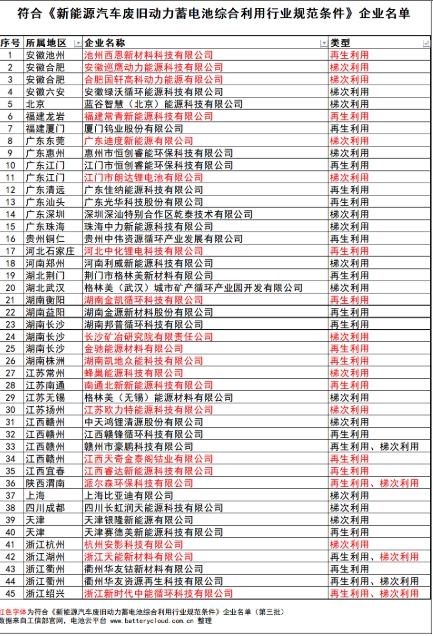 符合《新能源汽车废旧动力蓄电池综合利用行业规范条件》企业名单
序号 所属地区 企业名称 类型
1 安徽池州 池州西恩新材料科技有限公司 再生利用
2 安徽合肥 安徽巡鹰动力能源科技有限公司 梯次利用
3 安徽合肥 合肥国轩高科动力能源有限公司 梯次利用
4 安徽六安 安徽绿沃循环能源科技有限公司 梯次利用
5 北京 蓝谷智慧（北京）能源科技有限公司 梯次利用
6 福建龙岩 福建常青新能源科技有限公司 再生利用
7 福建厦门 厦门钨业股份有限公司 再生利用
8 广东东莞 广东迪度新能源有限公司 梯次利用
9 广东惠州 惠州市恒创睿能环保科技有限公司 梯次利用
10 广东江门 江门市恒创睿能环保科技有限公司 再生利用
11 广东江门 江门市朗达锂电池有限公司 梯次利用
12 广东清远 广东佳纳能源科技有限公司 再生利用
13 广东汕头 广东光华科技股份有限公司 再生利用
14 广东深圳 深圳深汕特别合作区乾泰技术有限公司 梯次利用
15 广东珠海 珠海中力新能源科技有限公司 梯次利用
16 贵州铜仁 贵州中伟资源循环产业发展有限公司 再生利用
17 河北石家庄 河北中化锂电科技有限公司 再生利用
18 河南郑州 河南利威新能源科技有限公司 梯次利用
19 湖北荆门 荆门市格林美新材料有限公司 再生利用
20 湖北武汉 格林美（武汉）城市矿产循环产业园开发有限公司 梯次利用
21 湖南衡阳 湖南金凯循环科技有限公司 再生利用
22 湖南益阳 湖南金源新材料股份有限公司 再生利用
23 湖南长沙 湖南邦普循环科技有限公司 再生利用
24 湖南长沙 长沙矿冶研究院有限责任公司 梯次利用
25 湖南长沙 金驰能源材料有限公司 再生利用
26 湖南株洲 湖南凯地众能科技有限公司 再生利用
27 江苏常州 蜂巢能源科技有限公司 梯次利用
28 江苏南通 南通北新新能源科技有限公司 再生利用
29 江苏无锡 格林美（无锡）能源材料有限公司 梯次利用
30 江苏扬州 江苏欧力特能源科技有限公司 梯次利用
31 江西赣州 中天鸿锂清源股份有限公司 梯次利用
32 江西赣州 江西赣锋循环科技有限公司 再生利用
33 江西赣州 赣州市豪鹏科技有限公司 再生利用、梯次利用
34 江西赣州 江西天奇金泰阁钴业有限公司 再生利用
35 江西宜春 江西睿达新能源科技有限公司 再生利用
36 陕西渭南 派尔森环保科技有限公司 再生利用、梯次利用
37 上海 上海比亚迪有限公司 梯次利用
38 四川成都 四川长虹润天能源科技有限公司 梯次利用
39 天津 天津银隆新能源有限公司 梯次利用
40 天津 天津赛德美新能源科技有限公司 再生利用
41 浙江杭州 杭州安影科技有限公司 梯次利用
42 浙江湖州 浙江天能新材料有限公司 再生利用、梯次利用
43 浙江衢州 衢州华友钴新材料有限公司 再生利用
44 浙江衢州 衢州华友资源再生科技有限公司 再生利用、梯次利用
45 浙江绍兴 浙江新时代中能循环科技有限公司 再生利用、梯次利用
红色字体为符合《新能源汽车废旧动力蓄电池综合利用行业规范条件》企业名单（第三批）
数据来自工信部官网，电池云平台 www.batterycloud.com.cn 整理